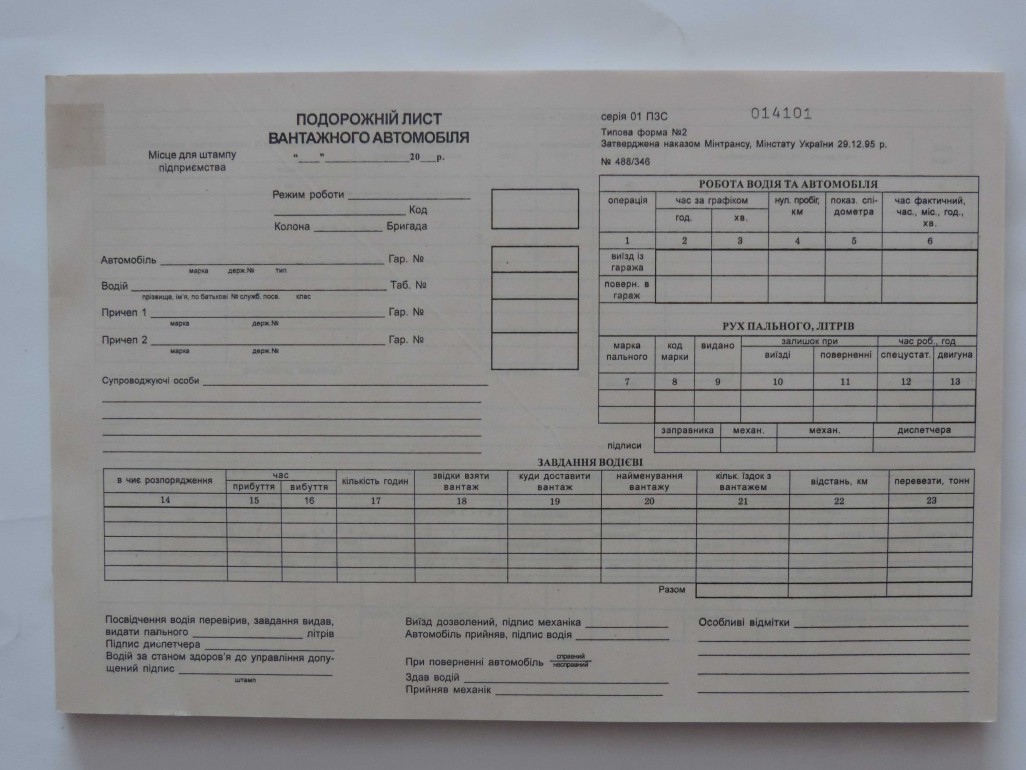 ПОДОРОЖНІЙ ЛИСТ
ВАНТАЖНОГО АВТОМОБІЛЯ
"___"_______________20___р.
Місце для штампу
підприємства
серія 01 ПЗС 014101
Типова форма №2
Затверджена наказом Мінтрансу, Мінстату України 29.12.95 р.
№ 488/346
Режим роботи
Код
Колона Бригада
Автомобіль Гар. №
марка держ.№ тип
Водій Таб. №
прізвище, ім'я, по батькові № служб. посв. клас
Причеп 1 Гар. №
марка держ.№
Причеп 2 Гар. №
марка держ.№
Супроводжуючі особи
РОБОТА ВОДІЯ ТА АВТОМОБІЛЯ
операція час за графіком нул. пробіг, км показ. спі-дометра час фактичний, час., міс., год., хв.
год. хв.
1 2 3 4 5 6
виїзд із
гаража
поверн. в
гараж
РУХ ПАЛЬНОГО, ЛІТРІВ
марка пального код марки видано залишок при час роб., год
виїзді поверненні спецустат. двигуна
7 8 9 10 11 12 13
заправника механ. механ. диспетчера
підписи
ЗАВДАННЯ ВОДІЄВІ
в чиє розпорядження час кількість годин звідки взяти вантаж куди доставити вантаж найменування вантажу кільк. їздок з вантажем відстань, км перевезти, тонн
прибуття вибуття
14 15 16 17 18 19 20 21 22 23
Разом
Посвідчення водія перевірив, завдання видав,
видати пального літрів
Підпис диспетчера
Водій за станом здоров'я до управління допу-
щений підпис
штамп
Виїзд дозволений, підпис механіка
Автомобіль прийняв, підпис водія
При поверненні автомобіль справний
несправний
Здав водій
Прийняв механік
Особливі відмітки